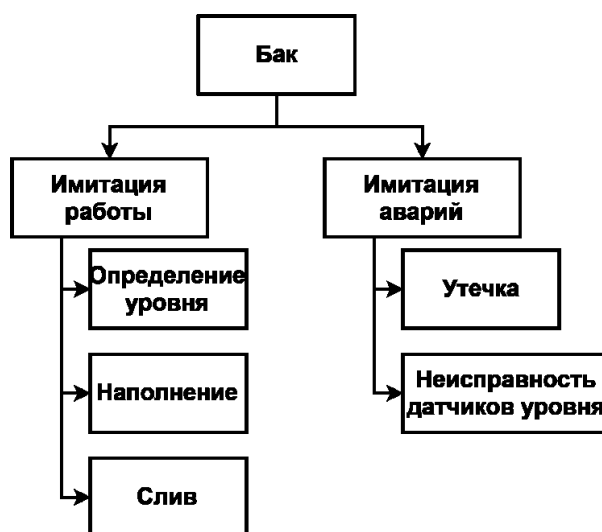 Бак
Имитация
работы
Имитация
аварий
Определение
уровня
Наполнение
Слив
Утечка
Неисправность
датчиков уровня